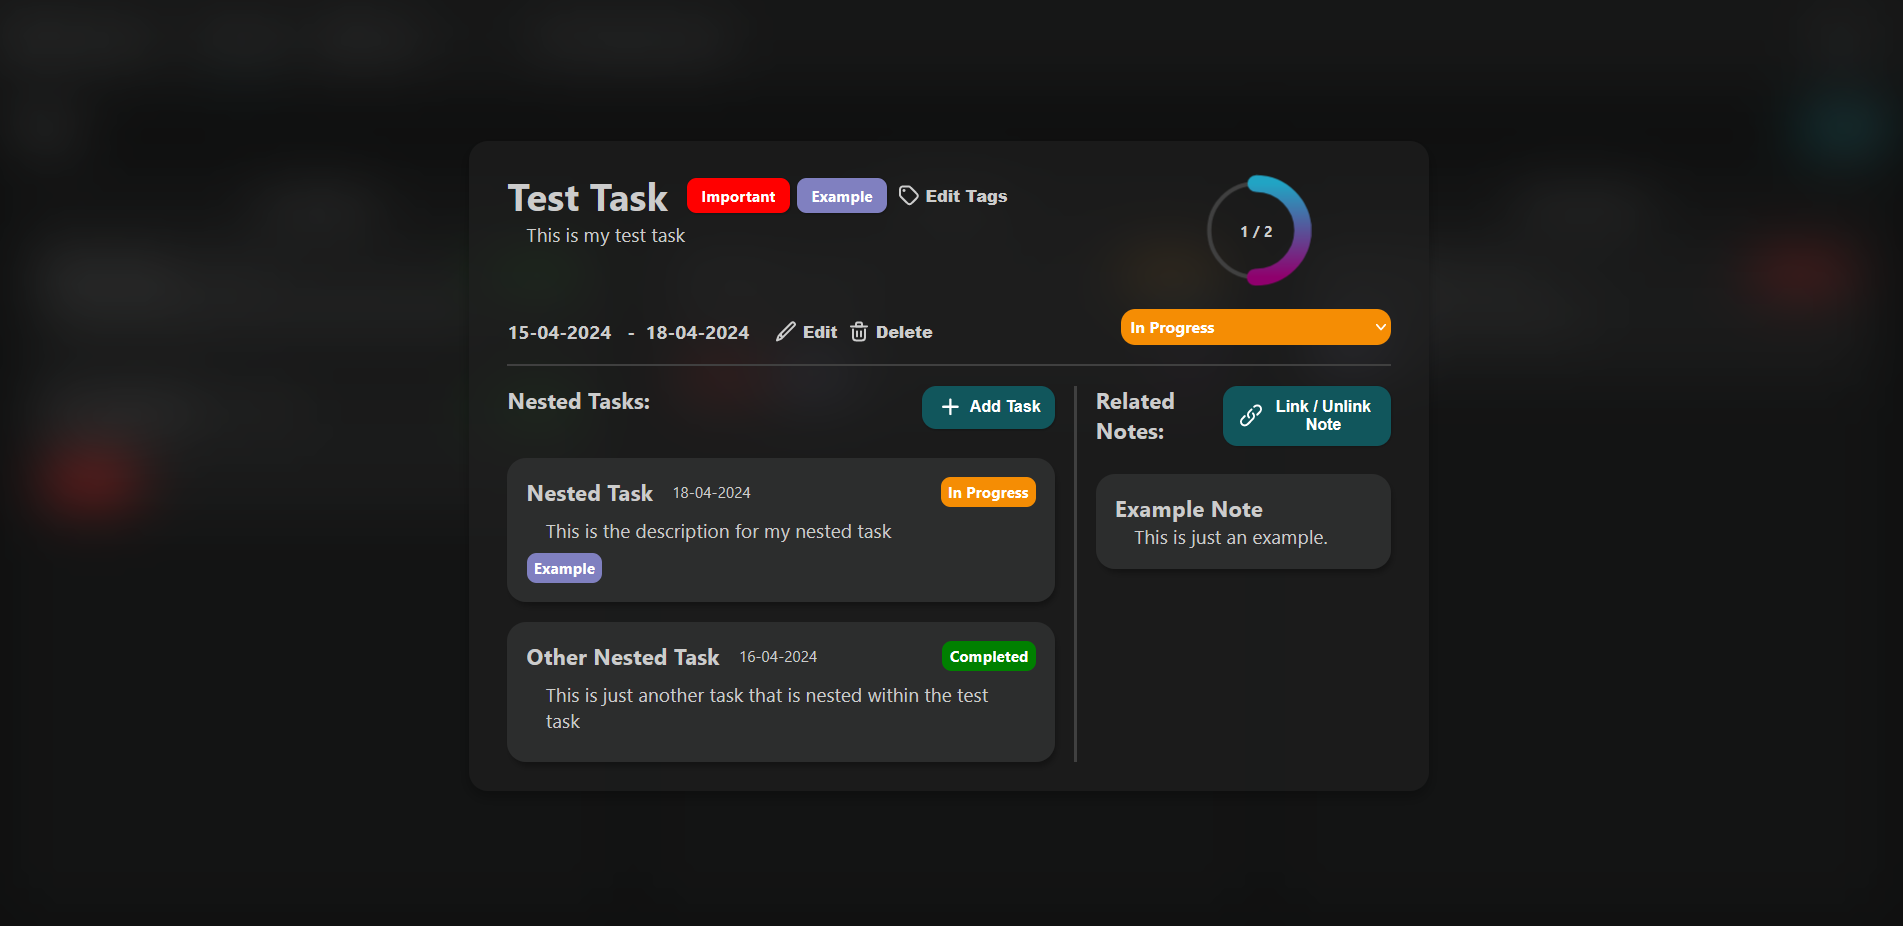 Test Task Important Example Edit Tags
This is my test task
1 / 2
15-04-2024 - 18-04-2024 Edit Delete
In Progress
Nested Tasks:
Add Task
Nested Task 18-04-2024 In Progress
This is the description for my nested task
Example
Other Nested Task 16-04-2024 Completed
This is just another task that is nested within the test
task
Related
Notes:
Link / Unlink
Note
Example Note
This is just an example.